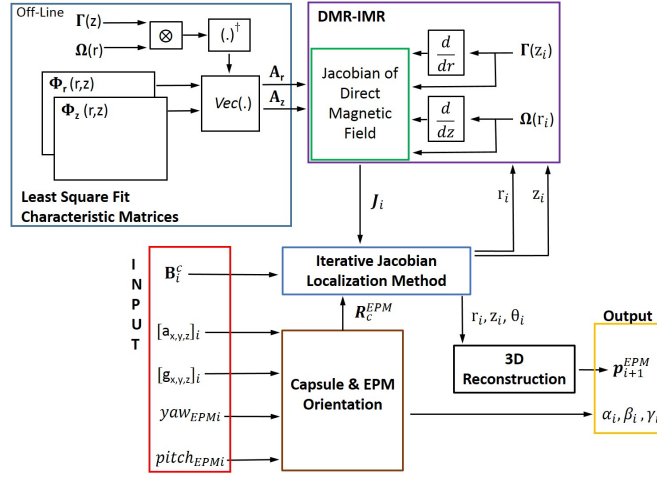 Off-Line
Γ(z)
Ω(r)
⊗
(.)†
Φr (r,z)
Φz (r,z)
Vec(.)
Ar
Az
Least Square Fit
Characteristic Matrices
DMR-IMR
Jacobian of
Direct
Magnetic
Field
d
dr
Γ(zi)
d
dz
Ω(ri)
Ji
ri
zi
INPUT
Bic
[ax,y,z]i
[gx,y,z]i
yawEPMi
pitchEPMi
Iterative Jacobian
Localization Method
RcEPM
Capsule & EPM
Orientation
ri, zi, θi
3D
Reconstruction
Output
pi+1EPM
αi, βi, γi